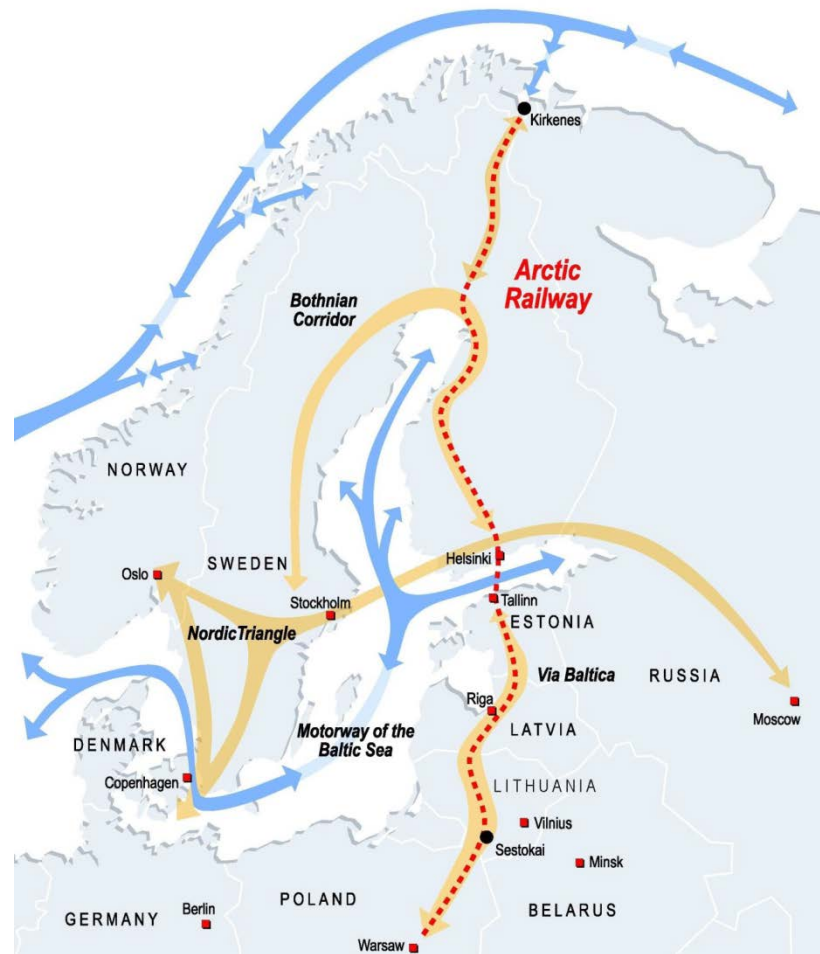 Kirkenes
Arctic
Railway
Bothnian
Corridor
NORWAY
SWEDEN
Helsinki
Oslo
Stockholm
Tallinn
ESTONIA
NordicTriangle
Via Baltica
RUSSIA
Riga
Moscow
Motorway of the
Baltic Sea
LATVIA
DENMARK
Copenhagen
LITHUANIA
Vilnius
Sestokai
Minsk
POLAND
BELARUS
GERMANY
Berlin
Warsaw